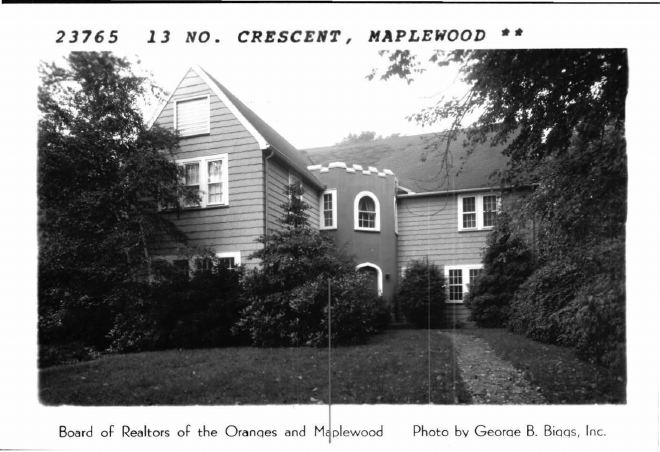 23765 13 NO. CRESCENT, MAPLEWOOD **
Board of Realtors of the Oranges and Maplewood Photo by George B. Biggs, Inc.